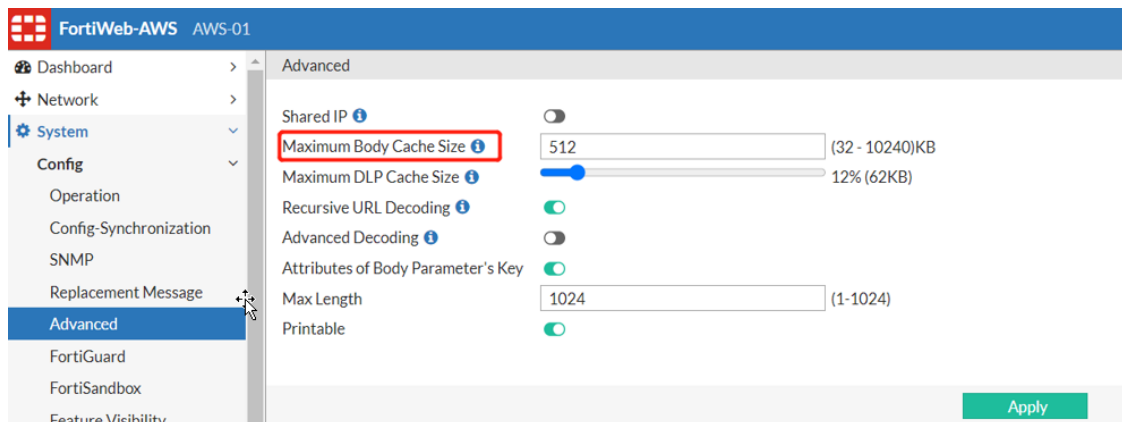 FortiWeb-AWS AWS-01
Dashboard
Network
System
Config
Operation
Config-Synchronization
SNMP
Replacement Message
Advanced
FortiGuard
FortiSandbox
Feature Visibility
Advanced
Shared IP
Maximum Body Cache Size 512 (32 - 10240)KB
Maximum DLP Cache Size 12% (62KB)
Recursive URL Decoding
Advanced Decoding
Attributes of Body Parameter's Key
Max Length 1024 (1-1024)
Printable
Apply